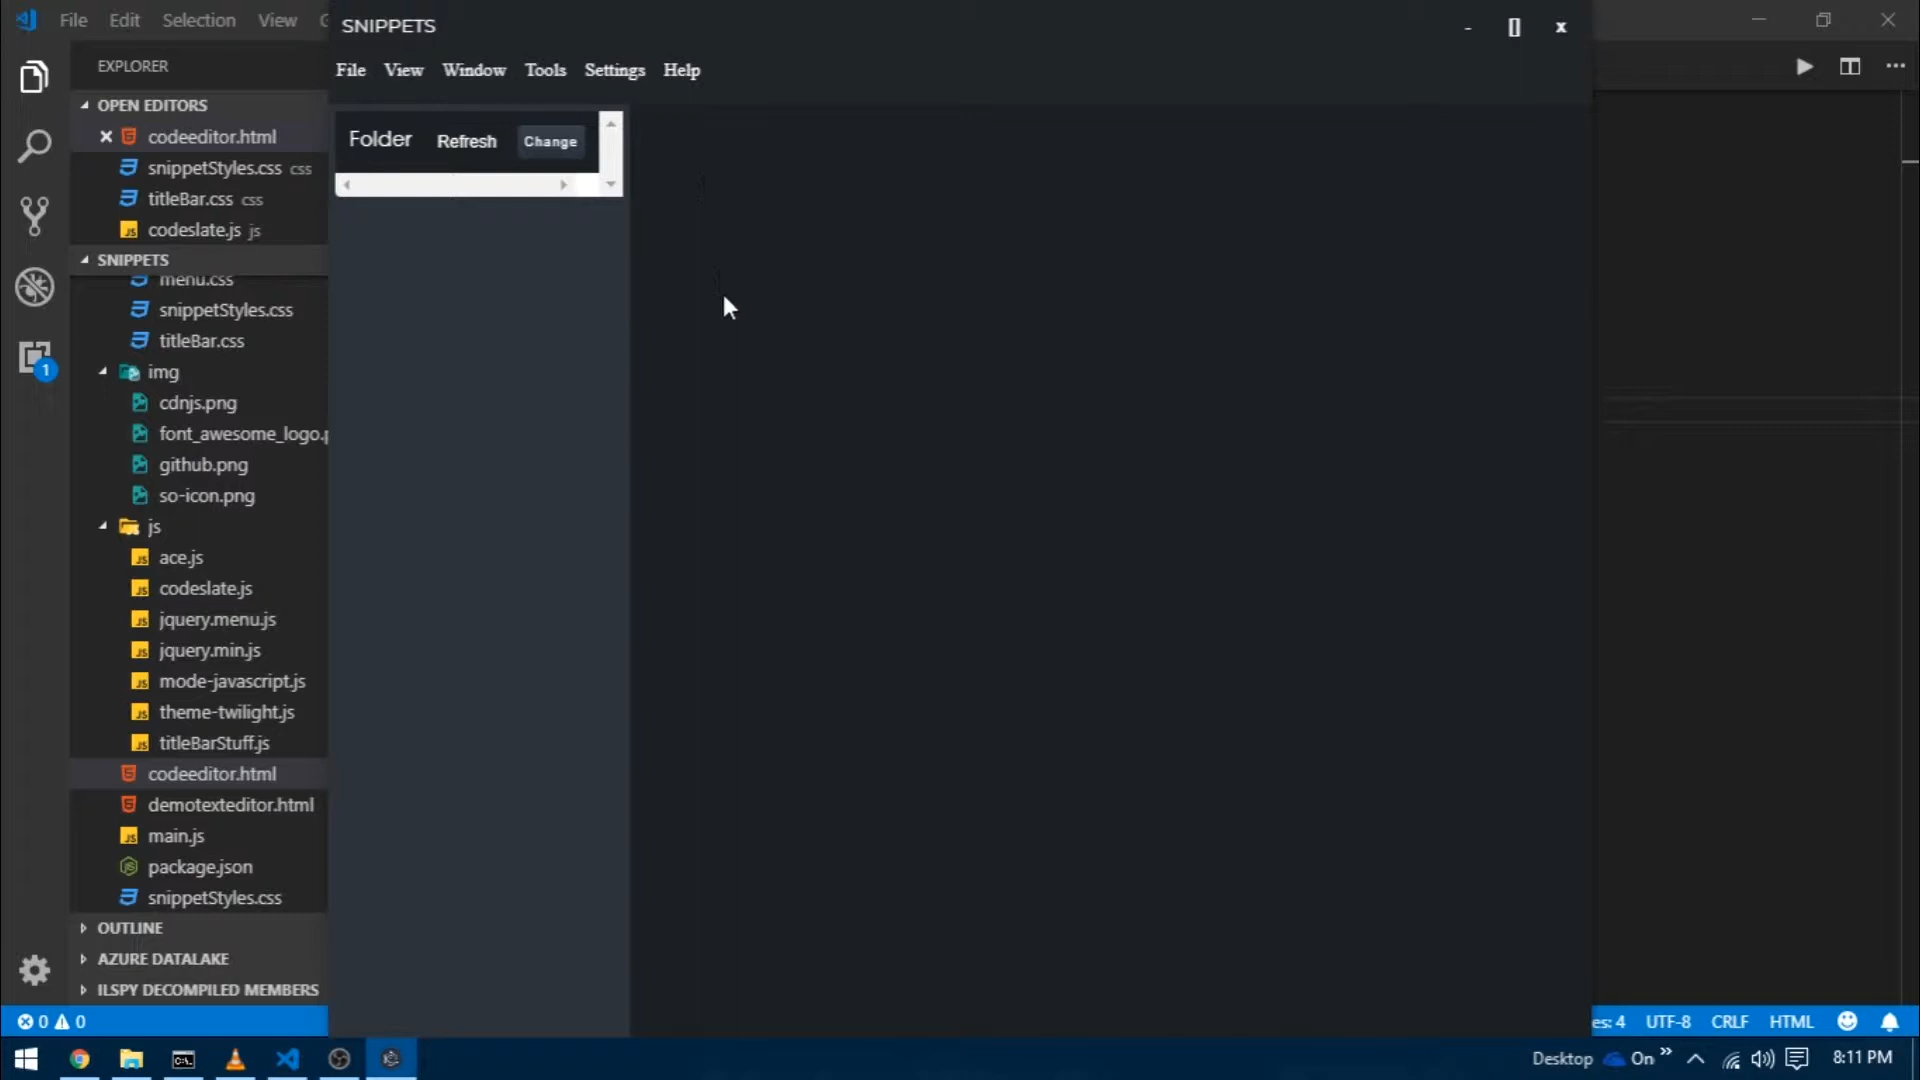 File Edit Selection View
SNIPPETS
- [] x
File View Window Tools Settings Help
EXPLORER
OPEN EDITORS
codeeditor.html
snippetStyles.css css
titleBar.css css
codeslate.js js
Folder Refresh Change
SNIPPETS
menu.css
snippetStyles.css
titleBar.css
img
cdnjs.png
font_awesome_logo.p
github.png
so-icon.png
js
ace.js
codeslate.js
jquery.menu.js
jquery.min.js
mode-javascript.js
theme-twilight.js
titleBarStuff.js
codeeditor.html
demotexteditor.html
main.js
package.json
snippetStyles.css
OUTLINE
AZURE DATALAKE
ILSPY DECOMPILED MEMBERS
1
0 0
es: 4 UTF-8 CRLF HTML
Desktop On 8:11 PM